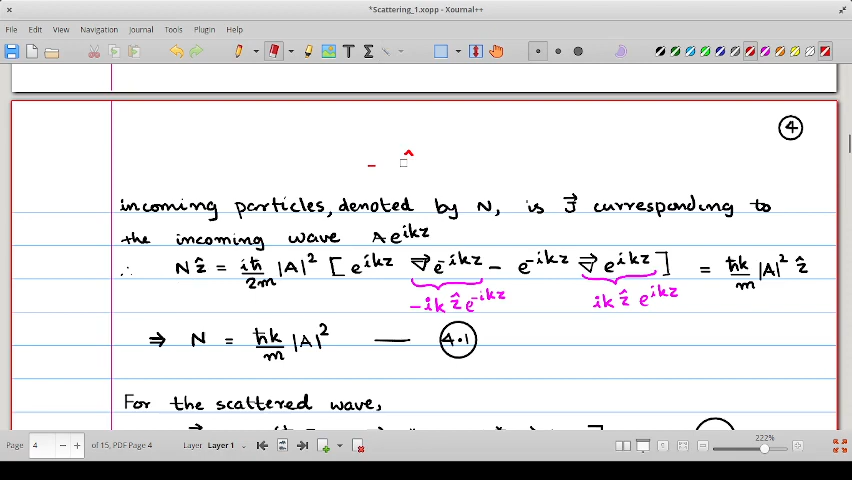 *Scattering_1.xopp - Xournal++
File Edit View Navigation Journal Tools Plugin Help
4
incoming particles, denoted by N, is J⃗ corresponding to
the incoming wave Ae^{ikz}
∴ Nẑ = iħ/2m |A|² [e^{ikz} ∇⃗e^{-ikz} - e^{-ikz} ∇⃗e^{ikz}] = ħk/m |A|² ẑ
-ik ẑ e^{-ikz} ik ẑ e^{ikz}
⇒ N = ħk/m |A|² — 4.1
For the scattered wave,
Page 4 of 15, PDF Page 4 Layer Layer 1 222%